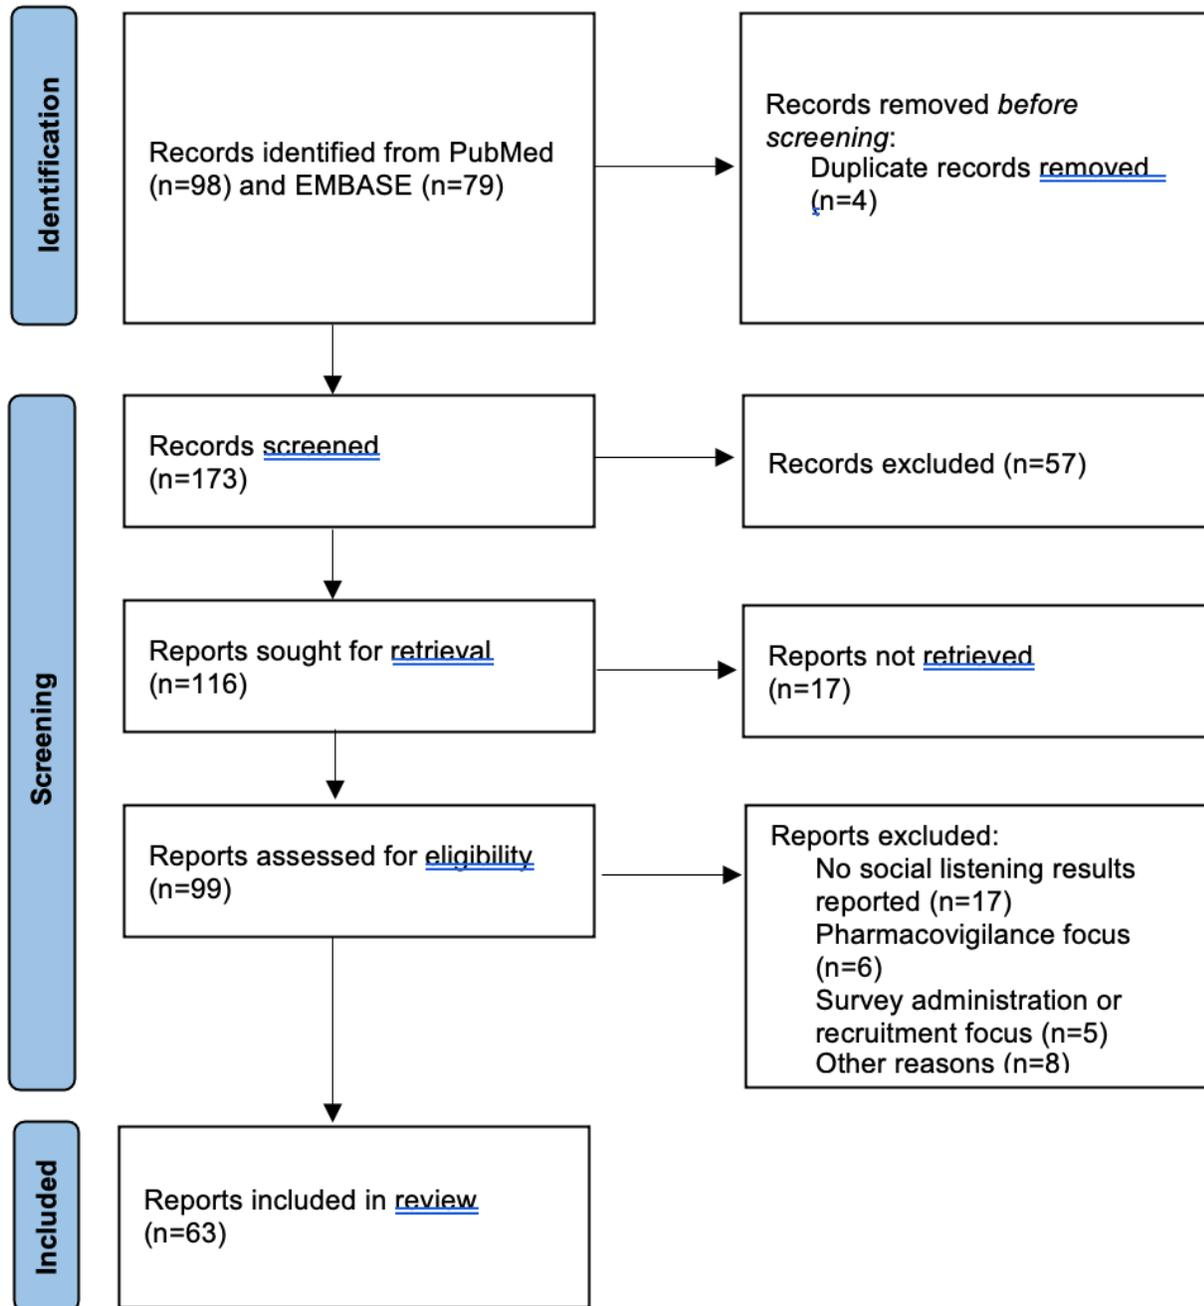 Identification
Records identified from PubMed
(n=98) and EMBASE (n=79)
Records removed before
screening:
Duplicate records removed
(n=4)
Screening
Records screened
(n=173)
Records excluded (n=57)
Reports sought for retrieval
(n=116)
Reports not retrieved
(n=17)
Reports assessed for eligibility
(n=99)
Reports excluded:
No social listening results
reported (n=17)
Pharmacovigilance focus
(n=6)
Survey administration or
recruitment focus (n=5)
Other reasons (n=8)
Included
Reports included in review
(n=63)